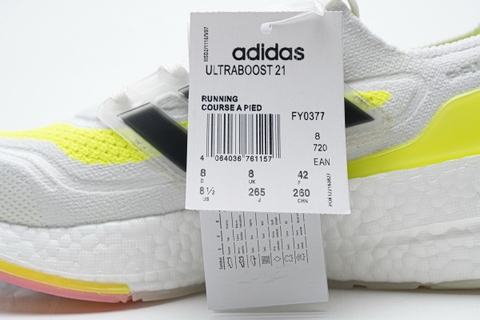 adidas
ULTRABOOST 21
RUNNING
COURSE A PIED
FY0377
8
720
4 064036 761157
EAN
8 8 42
D UK F
8½ 265 260
US J CHN